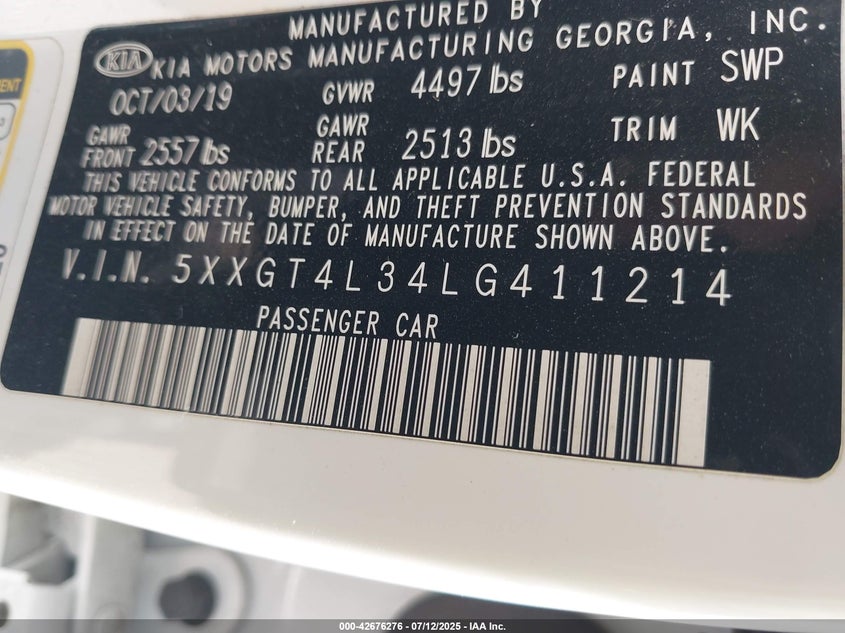 MANUFACTURED BY
KIA KIA MOTORS MANUFACTURING GEORGIA, INC.
OCT/03/19 GVWR 4497 lbs PAINT SWP
GAWR FRONT 2557 lbs GAWR REAR 2513 lbs TRIM WK
THIS VEHICLE CONFORMS TO ALL APPLICABLE U.S.A. FEDERAL
MOTOR VEHICLE SAFETY, BUMPER, AND THEFT PREVENTION STANDARDS
IN EFFECT ON THE DATE OF MANUFACTURE SHOWN ABOVE.
V.I.N. 5XXGT4L34LG411214
PASSENGER CAR
000-42676276 - 07/12/2025 - IAA Inc.